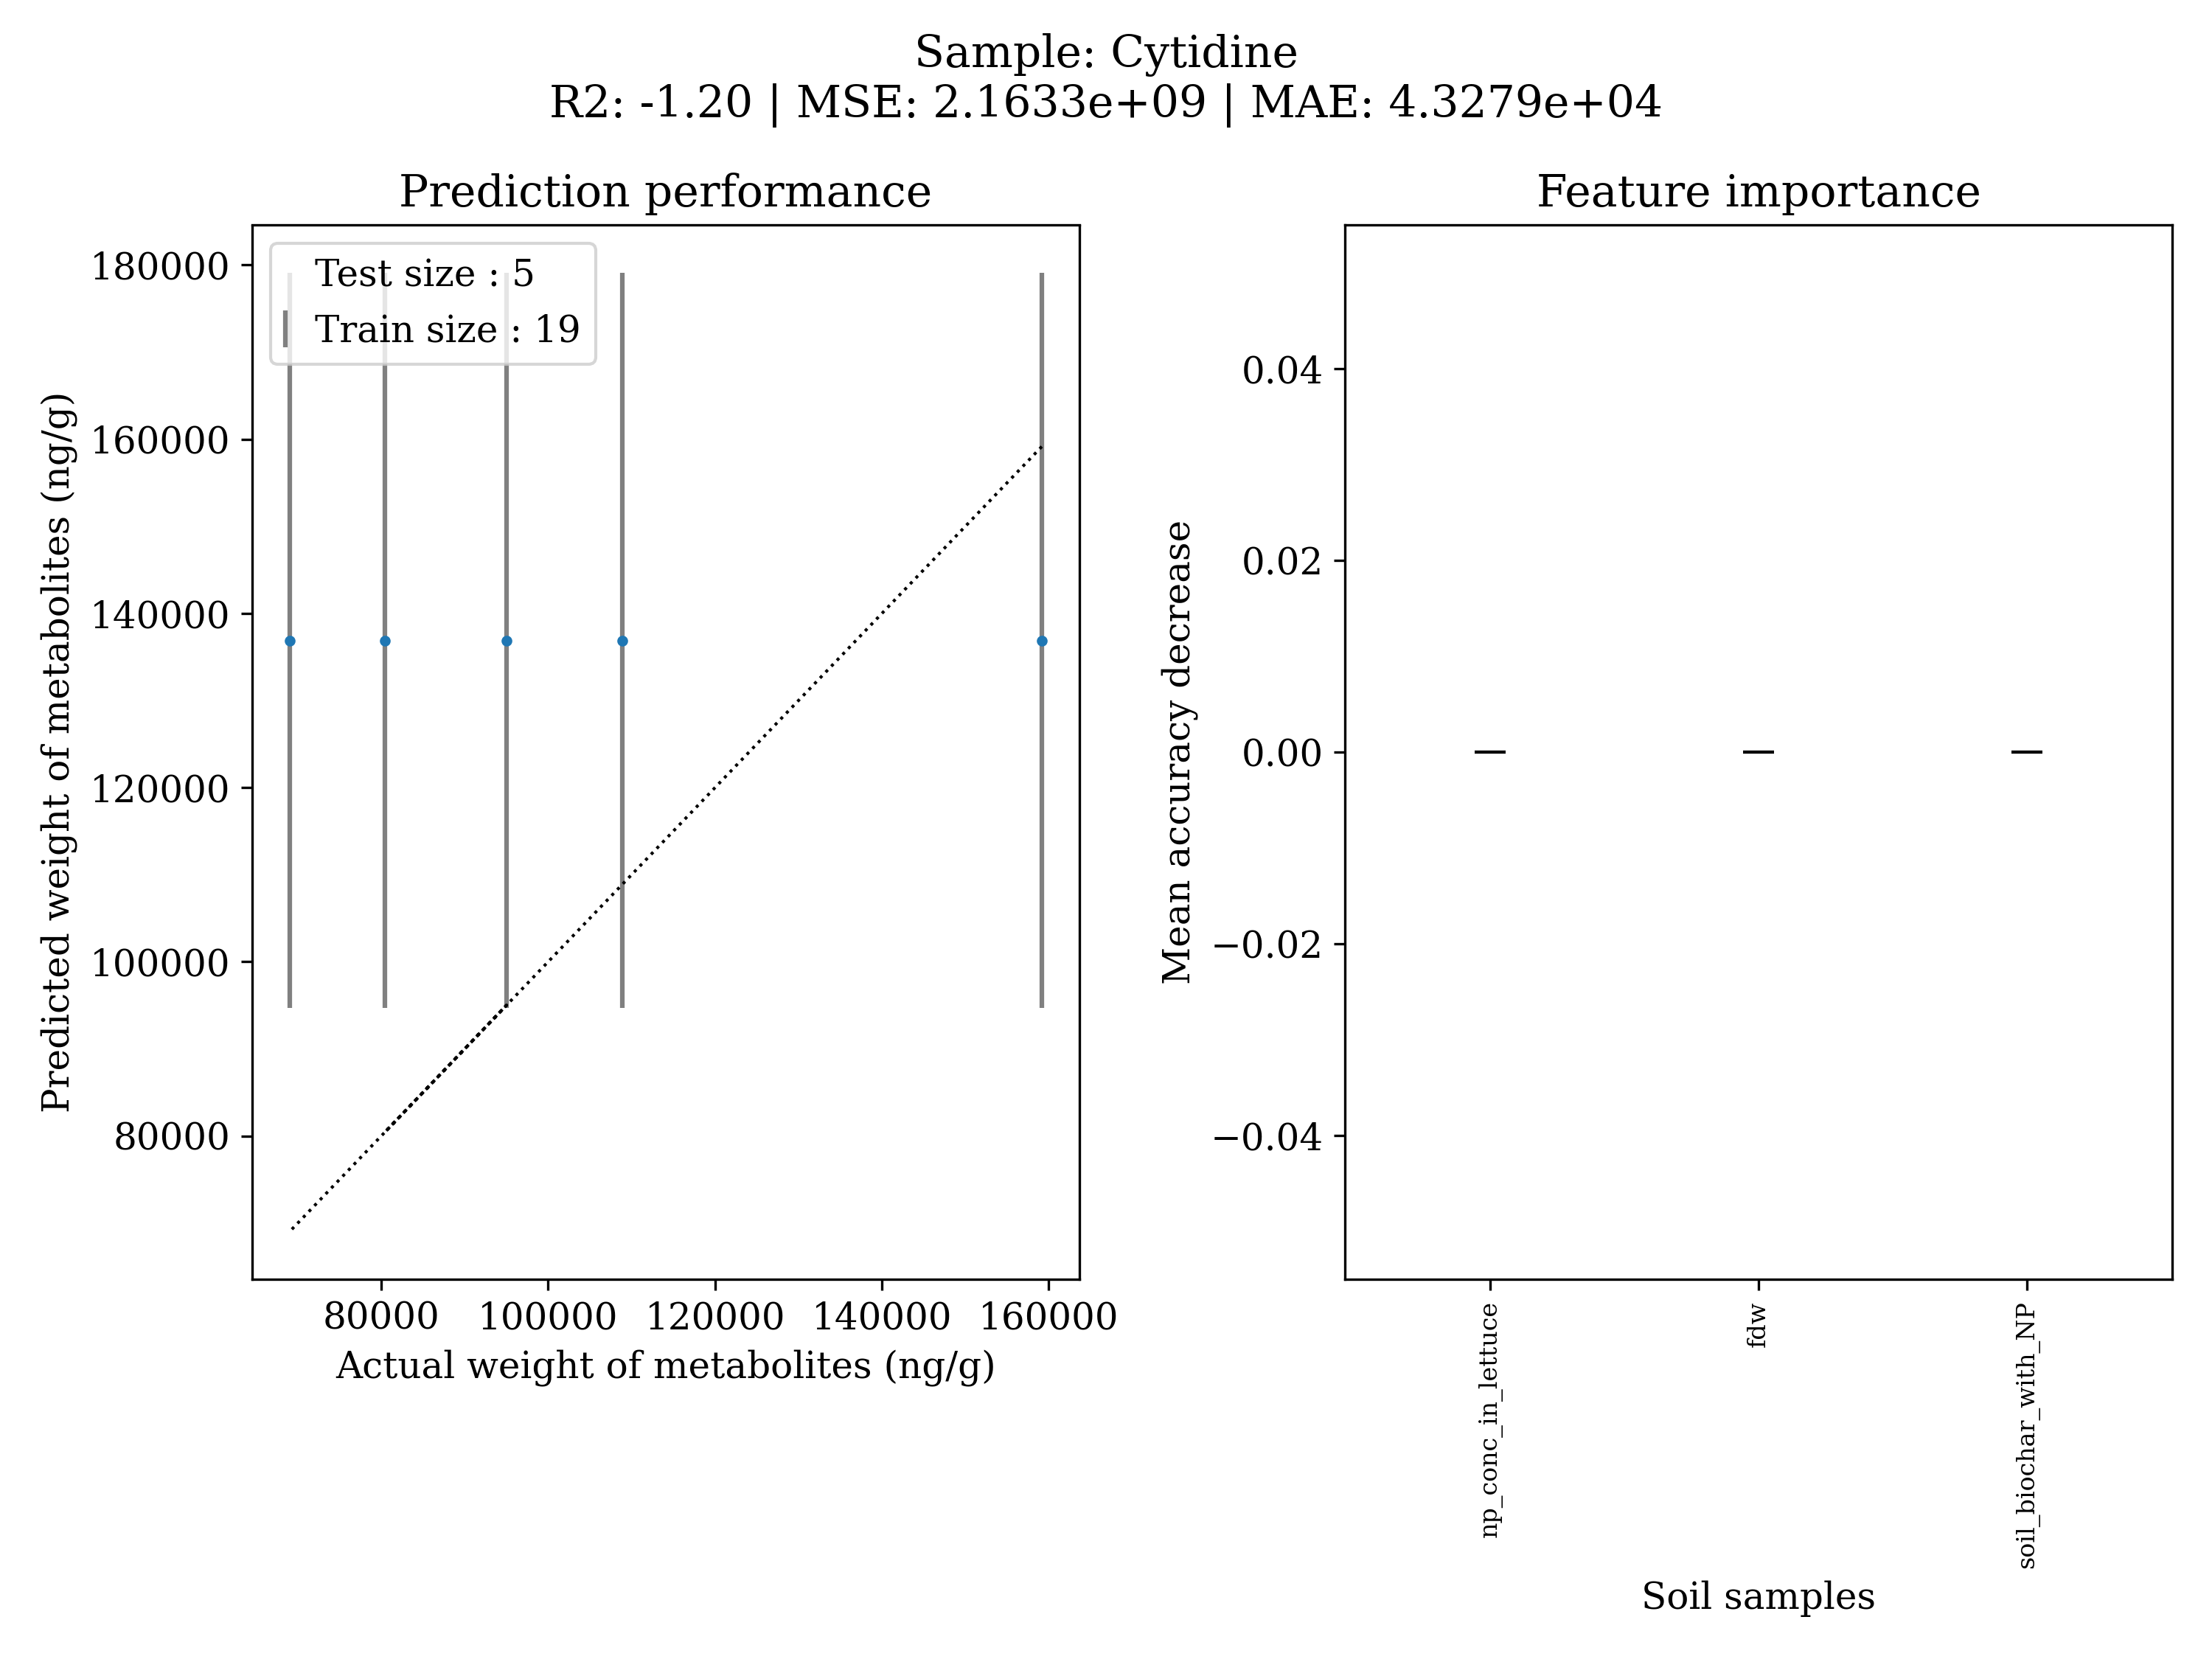 Sample: Cytidine
R2: -1.20 | MSE: 2.1633e+09 | MAE: 4.3279e+04
Prediction performance
Test size : 5
Train size : 19
180000
160000
140000
120000
100000
80000
Predicted weight of metabolites (ng/g)
80000 100000 120000 140000 160000
Actual weight of metabolites (ng/g)
Feature importance
0.04
0.02
0.00
−0.02
−0.04
Mean accuracy decrease
np_conc_in_lettuce
fdw
soil_biochar_with_NP
Soil samples